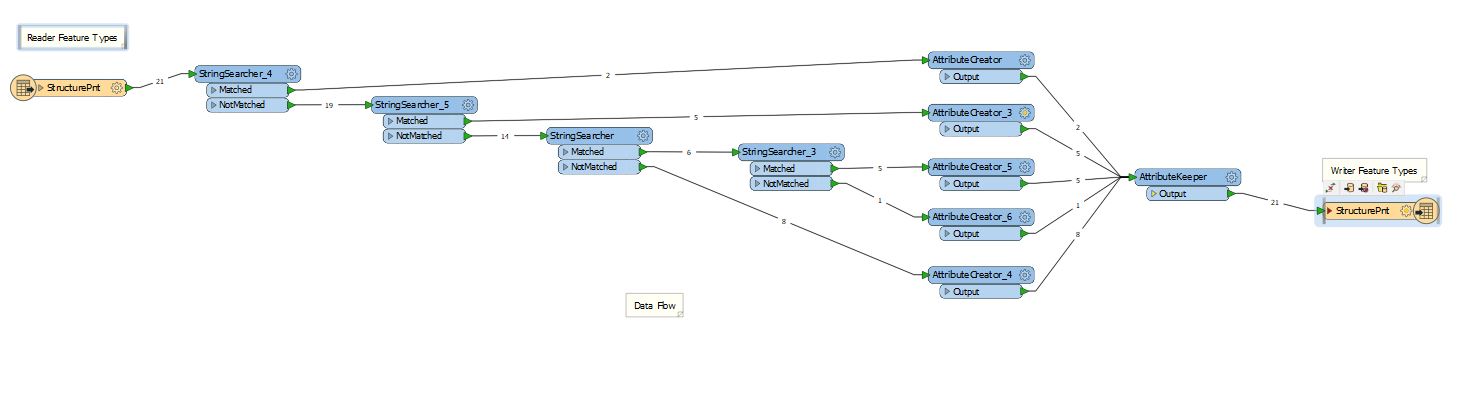 Reader Feature Types
StructurePnt
21
StringSearcher_4
Matched
NotMatched
2
19
StringSearcher_5
Matched
NotMatched
5
14
StringSearcher
Matched
NotMatched
6
8
StringSearcher_3
Matched
NotMatched
5
1
AttributeCreator
Output
2
AttributeCreator_3
Output
5
AttributeCreator_5
Output
5
AttributeCreator_6
Output
1
AttributeCreator_4
Output
8
AttributeKeeper
Output
21
Writer Feature Types
StructurePnt
Data Flow